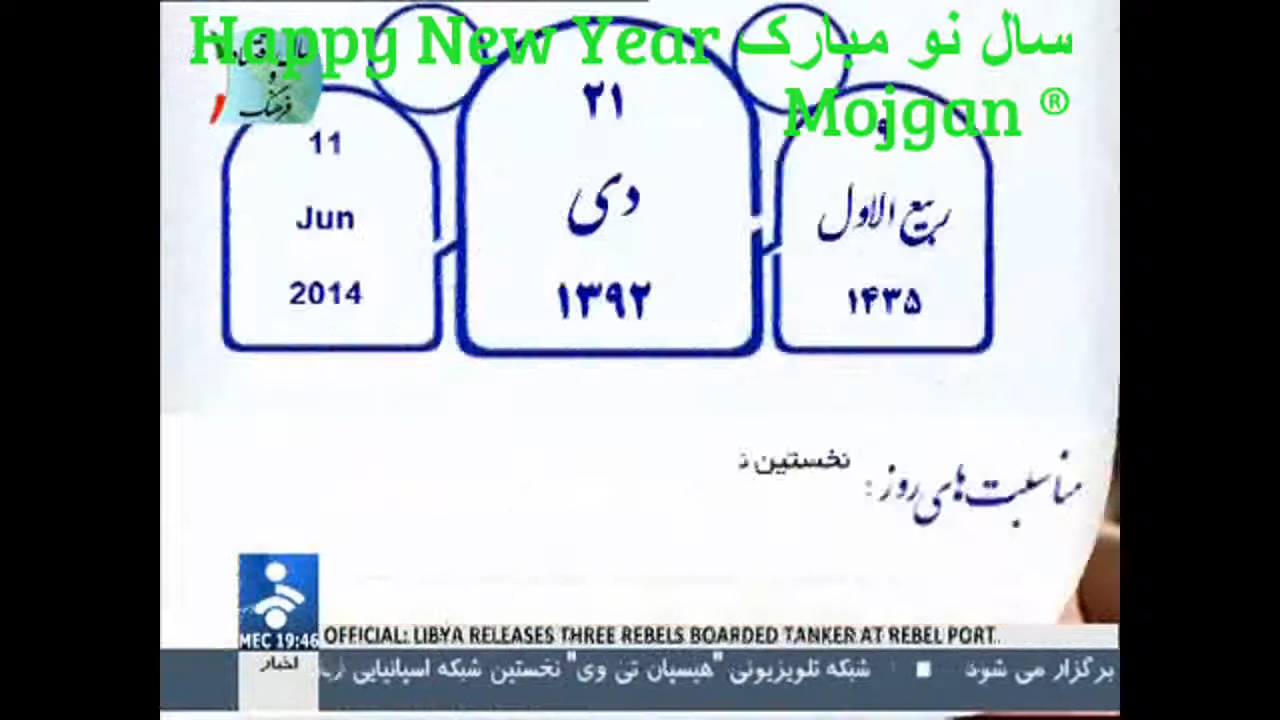 Happy New Year سال نو مبارک
Mojgan ®
و
فرهنگ
11
Jun
2014
۲۱
دی
۱۳۹۲
۹
ربیع الاول
۱۴۳۵
مناسبت‌های روز :
نخستین
MEC 19:46
OFFICIAL: LIBYA RELEASES THREE REBELS BOARDED TANKER AT REBEL PORT.
اخبار
برگزار می شود ■ شبکه تلویزیونی "هیسپان تی وی" نخستین شبکه اسپانیایی